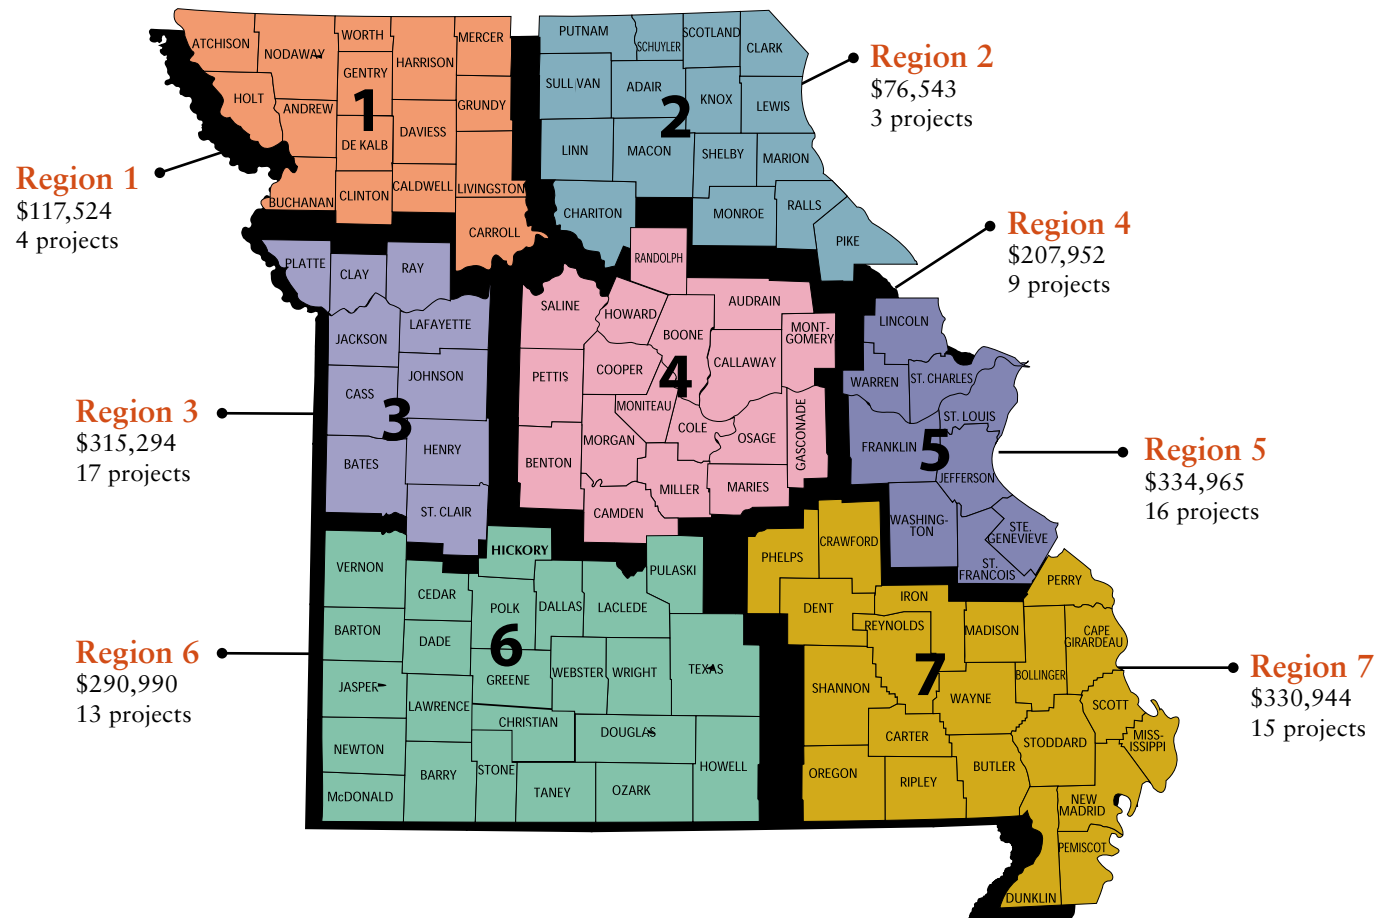 Region 1
$117,524
4 projects
Region 2
$76,543
3 projects
Region 3
$315,294
17 projects
Region 4
$207,952
9 projects
Region 5
$334,965
16 projects
Region 6
$290,990
13 projects
Region 7
$330,944
15 projects
1
ATCHISON
NODAWAY
WORTH
MERCER
HARRISON
GENTRY
HOLT
ANDREW
GRUNDY
DAVIESS
DE KALB
BUCHANAN
CLINTON
CALDWELL
LIVINGSTON
CARROLL
2
PUTNAM
SCHUYLER
SCOTLAND
CLARK
SULLIVAN
ADAIR
KNOX
LEWIS
LINN
MACON
SHELBY
MARION
CHARITON
MONROE
RALLS
PIKE
3
PLATTE
CLAY
RAY
JACKSON
LAFAYETTE
CASS
JOHNSON
BATES
HENRY
ST. CLAIR
4
RANDOLPH
SALINE
HOWARD
BOONE
AUDRAIN
MONT-
GOMERY
PETTIS
COOPER
CALLAWAY
MONITEAU
COLE
OSAGE
GASCONADE
MORGAN
BENTON
MILLER
MARIES
CAMDEN
5
LINCOLN
WARREN
ST. CHARLES
ST. LOUIS
FRANKLIN
JEFFERSON
WASHING-
TON
STE.
GENEVIEVE
ST.
FRANCOIS
6
HICKORY
VERNON
CEDAR
POLK
DALLAS
LACLEDE
PULASKI
BARTON
DADE
GREENE
WEBSTER
WRIGHT
TEXAS
JASPER
LAWRENCE
CHRISTIAN
DOUGLAS
NEWTON
BARRY
STONE
TANEY
OZARK
HOWELL
McDONALD
7
PHELPS
CRAWFORD
DENT
IRON
REYNOLDS
MADISON
PERRY
CAPE
GIRARDEAU
BOLLINGER
SHANNON
WAYNE
SCOTT
CARTER
STODDARD
MISS-
ISSIPPI
OREGON
RIPLEY
BUTLER
NEW
MADRID
PEMISCOT
DUNKLIN